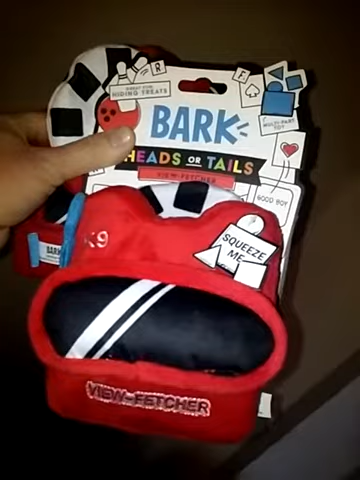 R
GREAT FOR
HIDING TREATS
F
BARK
MULTI-PART
TOY
HEADS OR TAILS
VIEW-FETCHER
GOOD BOY
K9
SQUEEZE
ME
BARK
VIEW-FETCHER